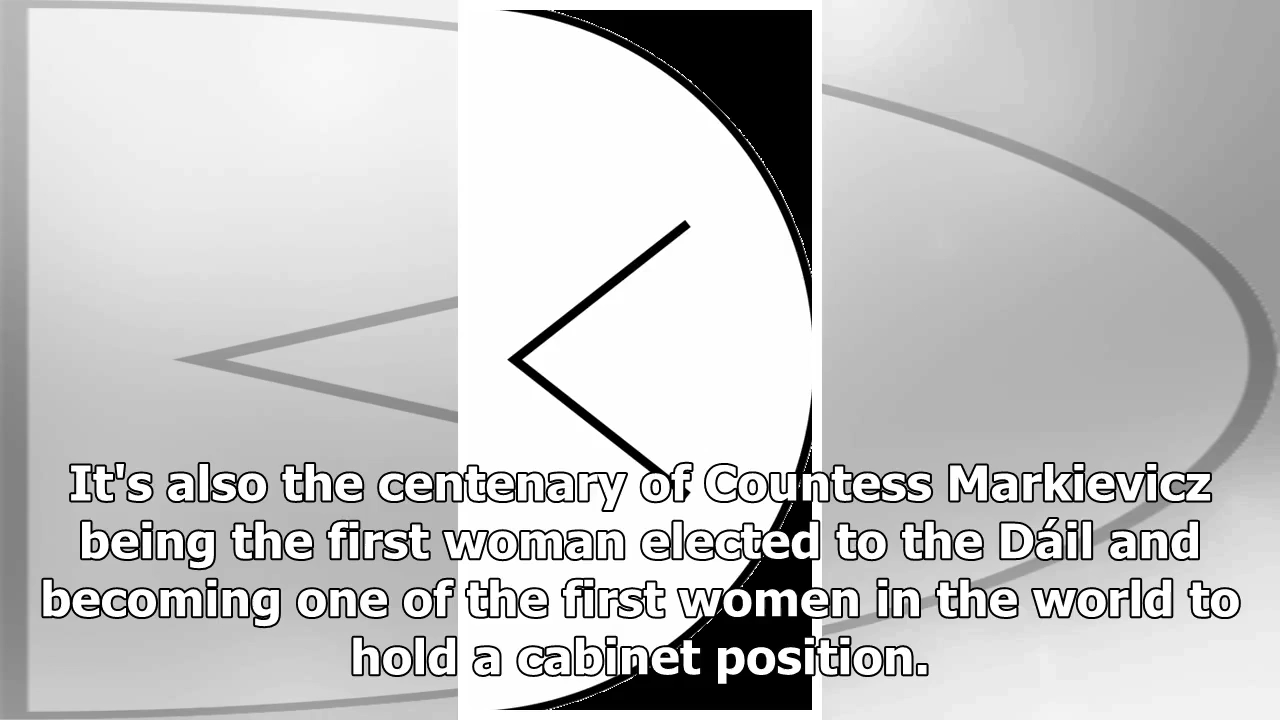 It's also the centenary of Countess Markievicz
being the first woman elected to the Dáil and
becoming one of the first women in the world to
hold a cabinet position.